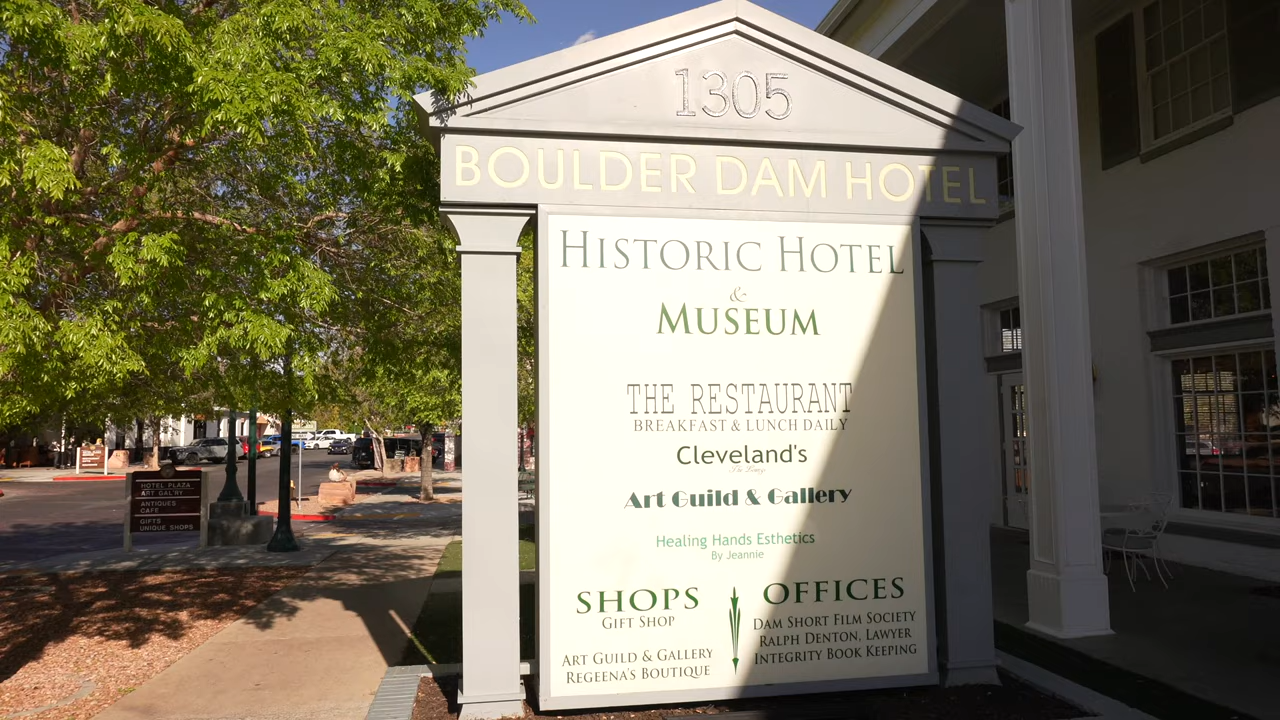 1305
BOULDER DAM HOTEL
HISTORIC HOTEL
&
MUSEUM
THE RESTAURANT
BREAKFAST & LUNCH DAILY
Cleveland's
The Lounge
Art Guild & Gallery
Healing Hands Esthetics
By Jeannie
SHOPS
GIFT SHOP
ART GUILD & GALLERY
REGEENA'S BOUTIQUE
OFFICES
DAM SHORT FILM SOCIETY
RALPH DENTON, LAWYER
INTEGRITY BOOK KEEPING
HOTEL PLAZA
ART GAL'RY
ANTIQUES
CAFE
GIFTS
UNIQUE SHOPS